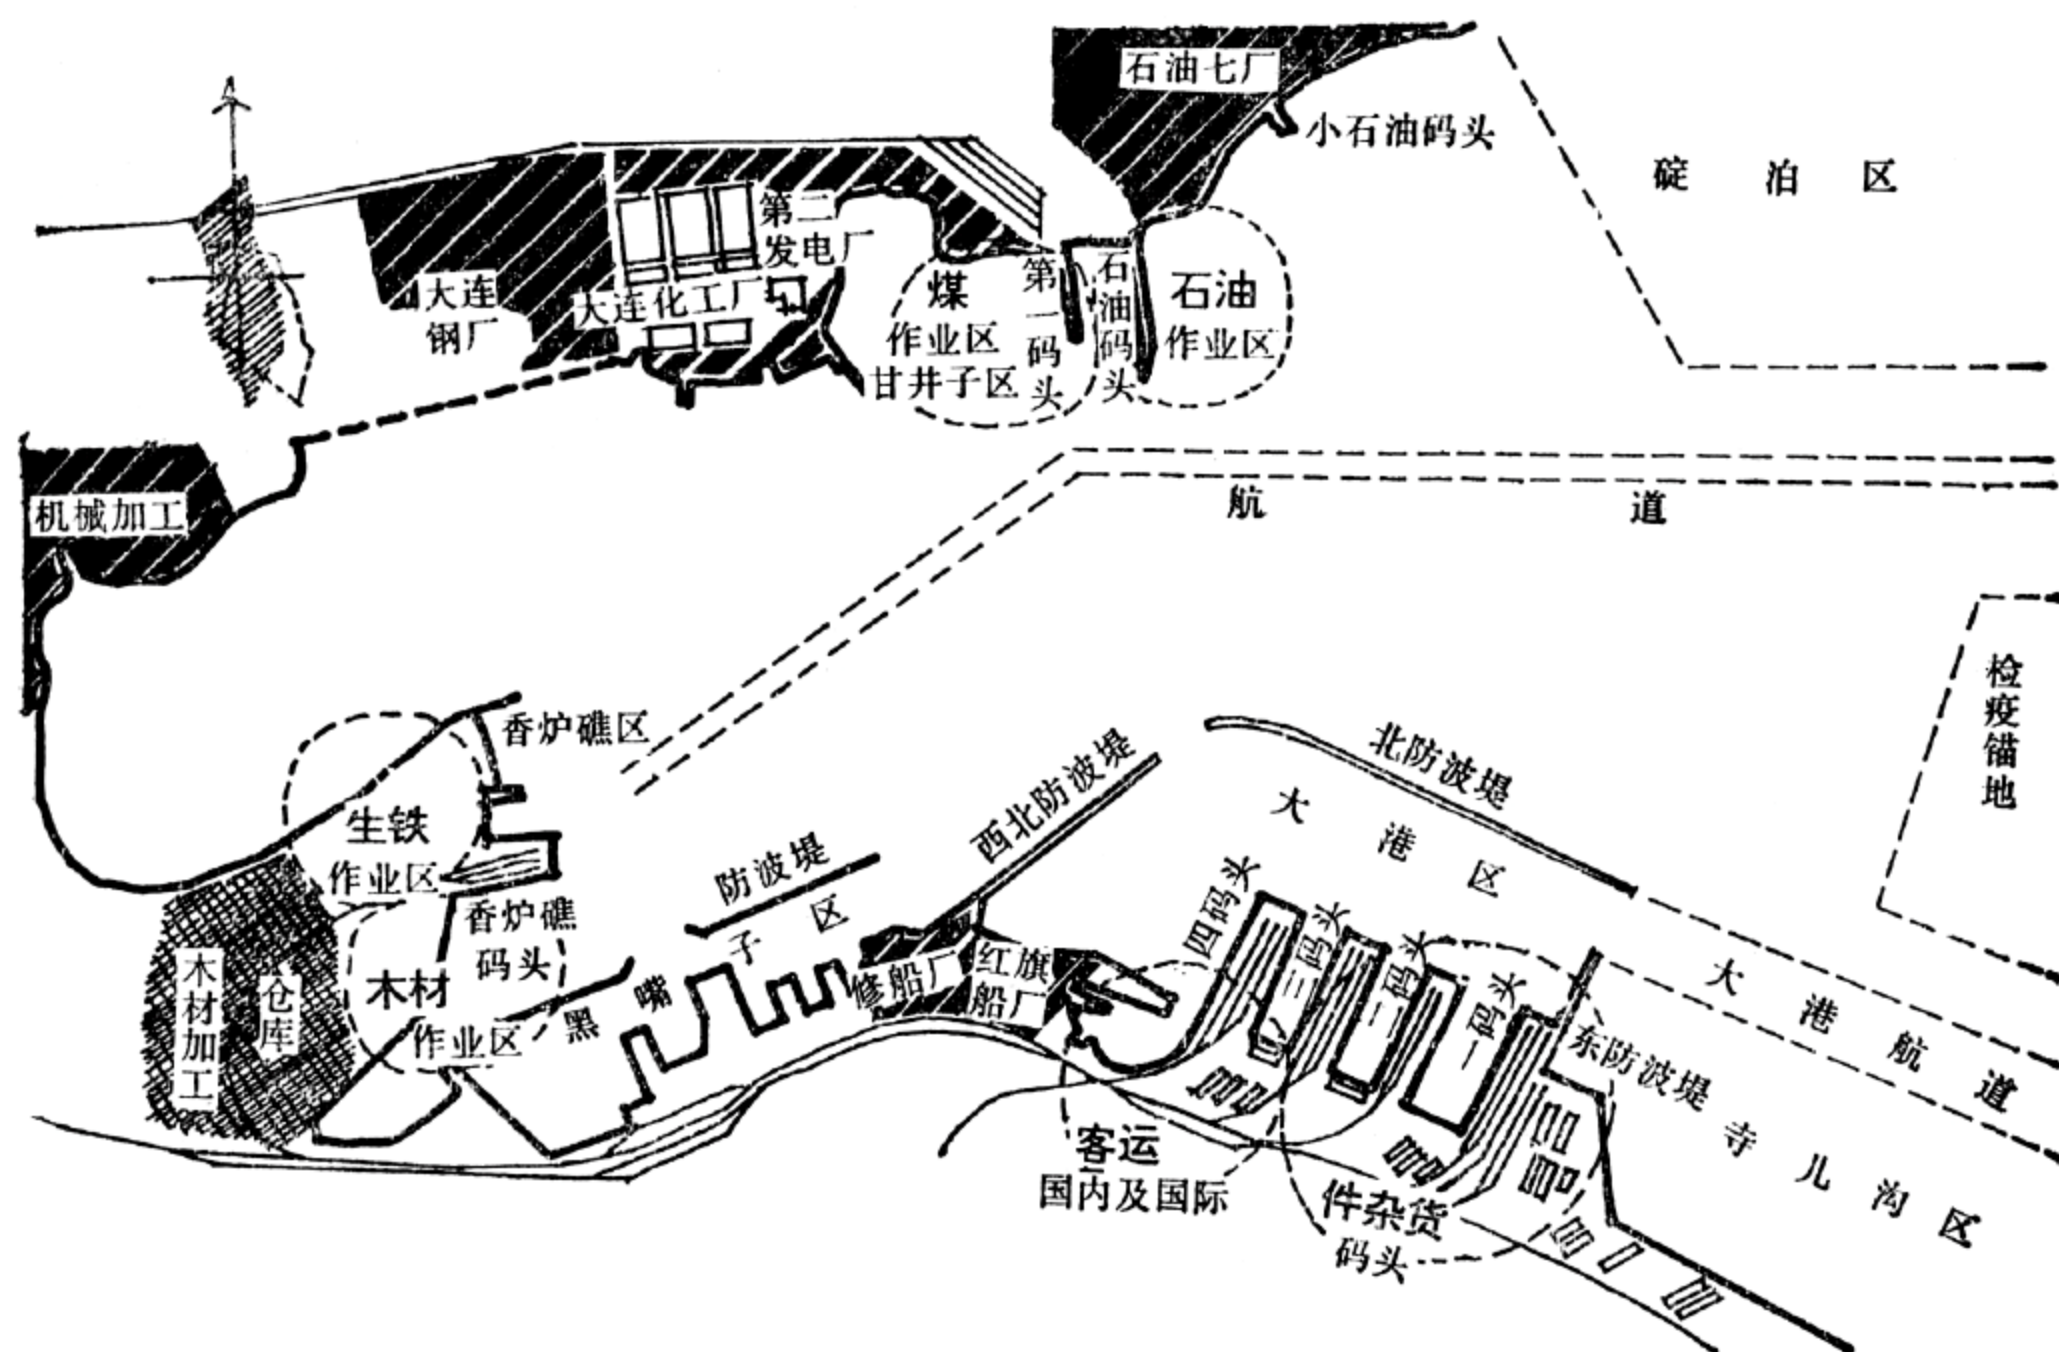 石油七厂
小石油码头
碇泊区
第二
发电厂
大连
钢厂
大连化工厂
煤
作业区
甘井子区
第一码头
石油码头
石油
作业区
机械加工
航道
检疫锚地
香炉礁区
生铁
作业区
香炉礁
码头
木材
作业区
木材加工
仓库
防波堤
西北防波堤
北防波堤
黑嘴子区
修船厂
红旗
船厂
大港区
四码头
三码头
二码头
一码头
东防波堤
大港航道
寺儿沟区
客运
国内及国际
件杂货
码头